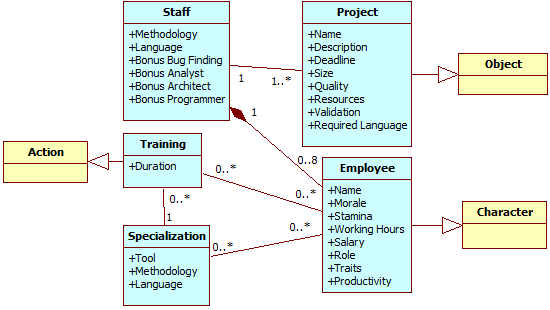 Staff
+Methodology
+Language
+Bonus Bug Finding
+Bonus Analyst
+Bonus Architect
+Bonus Programmer
Project
+Name
+Description
+Deadline
+Size
+Quality
+Resources
+Validation
+Required Language
Object
1
1..*
1
0..8
Action
Training
+Duration
0..*
0..*
0..*
1
Employee
+Name
+Morale
+Stamina
+Working Hours
+Salary
+Role
+Traits
+Productivity
Character
Specialization
+Tool
+Methodology
+Language
0..*
0..*